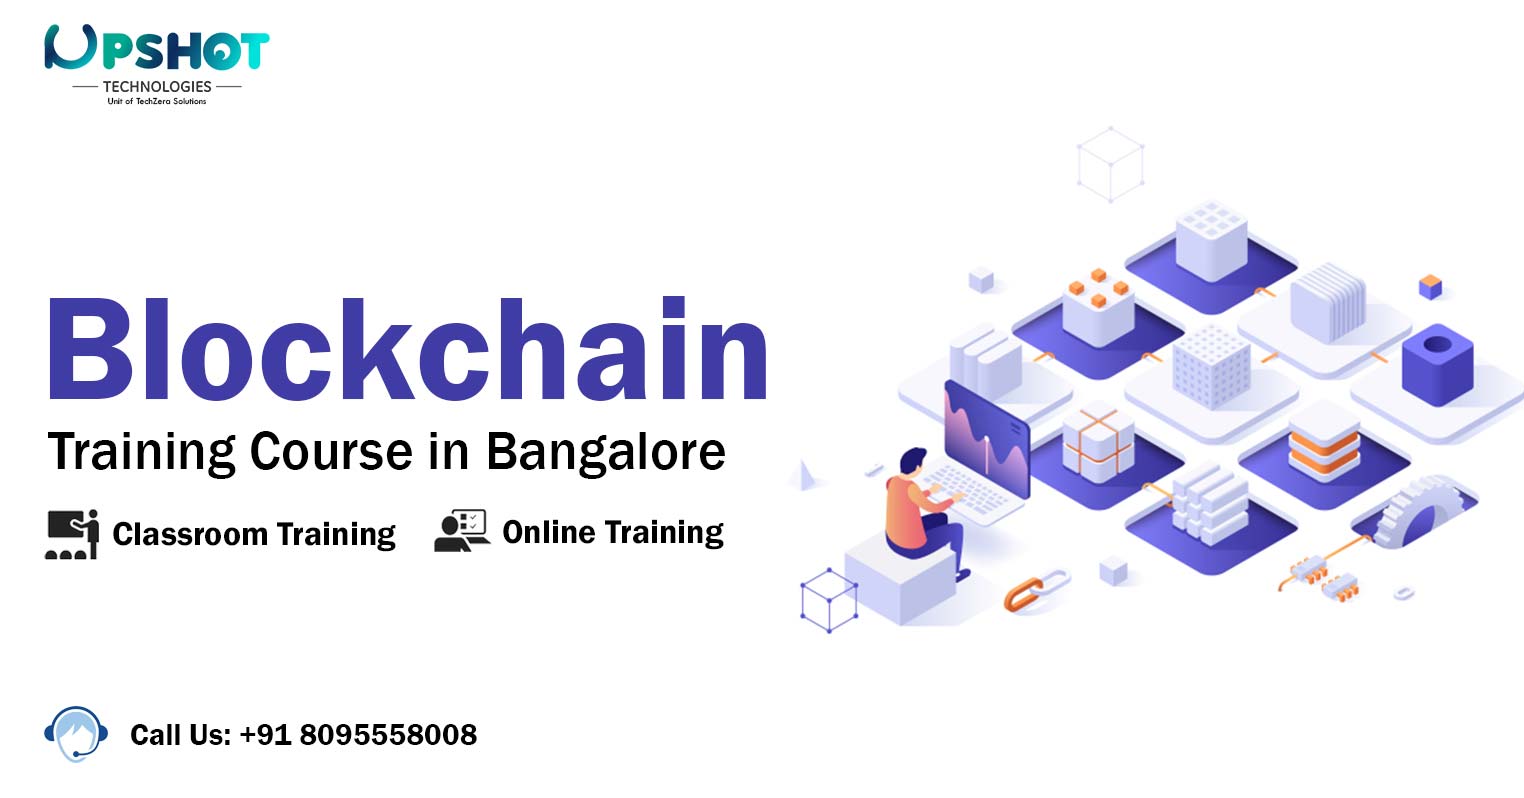 UPSHOT
TECHNOLOGIES
Unit of TechZera Solutions
Blockchain
Training Course in Bangalore
Classroom Training
Online Training
Call Us: +91 8095558008